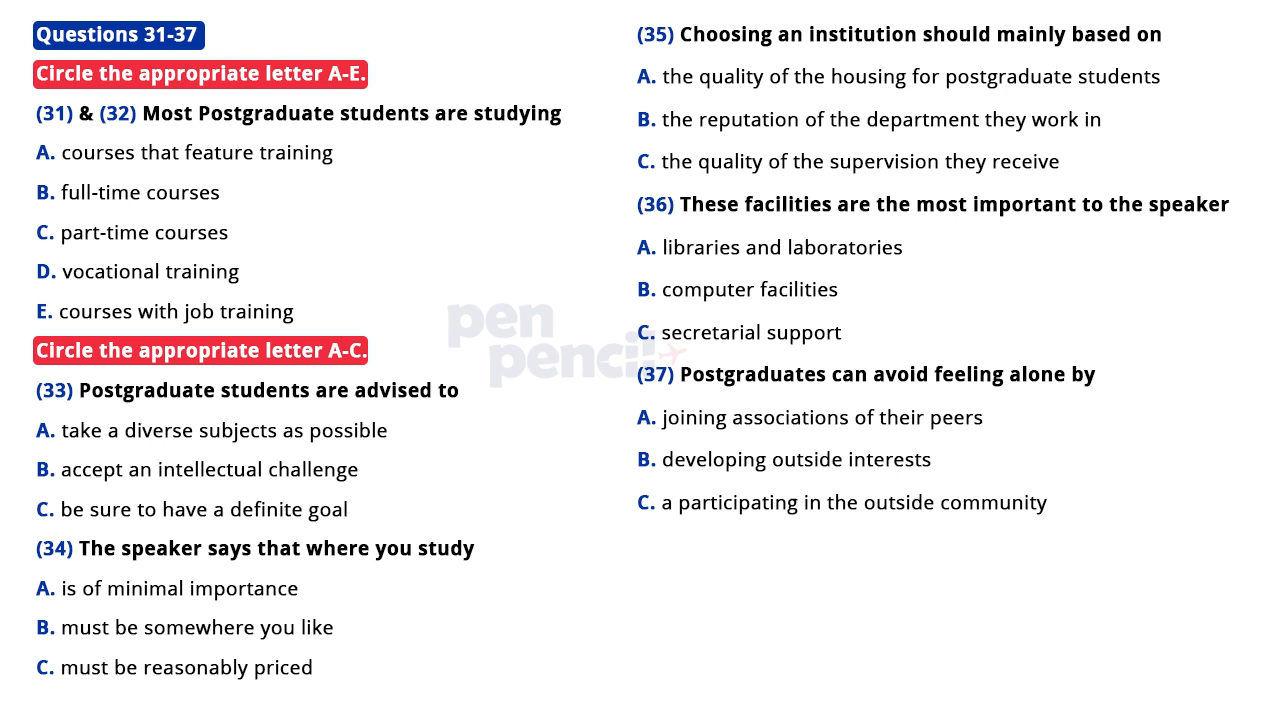 Questions 31-37
Circle the appropriate letter A-E.
(31) & (32) Most Postgraduate students are studying
A. courses that feature training
B. full-time courses
C. part-time courses
D. vocational training
E. courses with job training
Circle the appropriate letter A-C.
(33) Postgraduate students are advised to
A. take a diverse subjects as possible
B. accept an intellectual challenge
C. be sure to have a definite goal
(34) The speaker says that where you study
A. is of minimal importance
B. must be somewhere you like
C. must be reasonably priced
(35) Choosing an institution should mainly based on
A. the quality of the housing for postgraduate students
B. the reputation of the department they work in
C. the quality of the supervision they receive
(36) These facilities are the most important to the speaker
A. libraries and laboratories
B. computer facilities
C. secretarial support
(37) Postgraduates can avoid feeling alone by
A. joining associations of their peers
B. developing outside interests
C. a participating in the outside community
pen
pencil